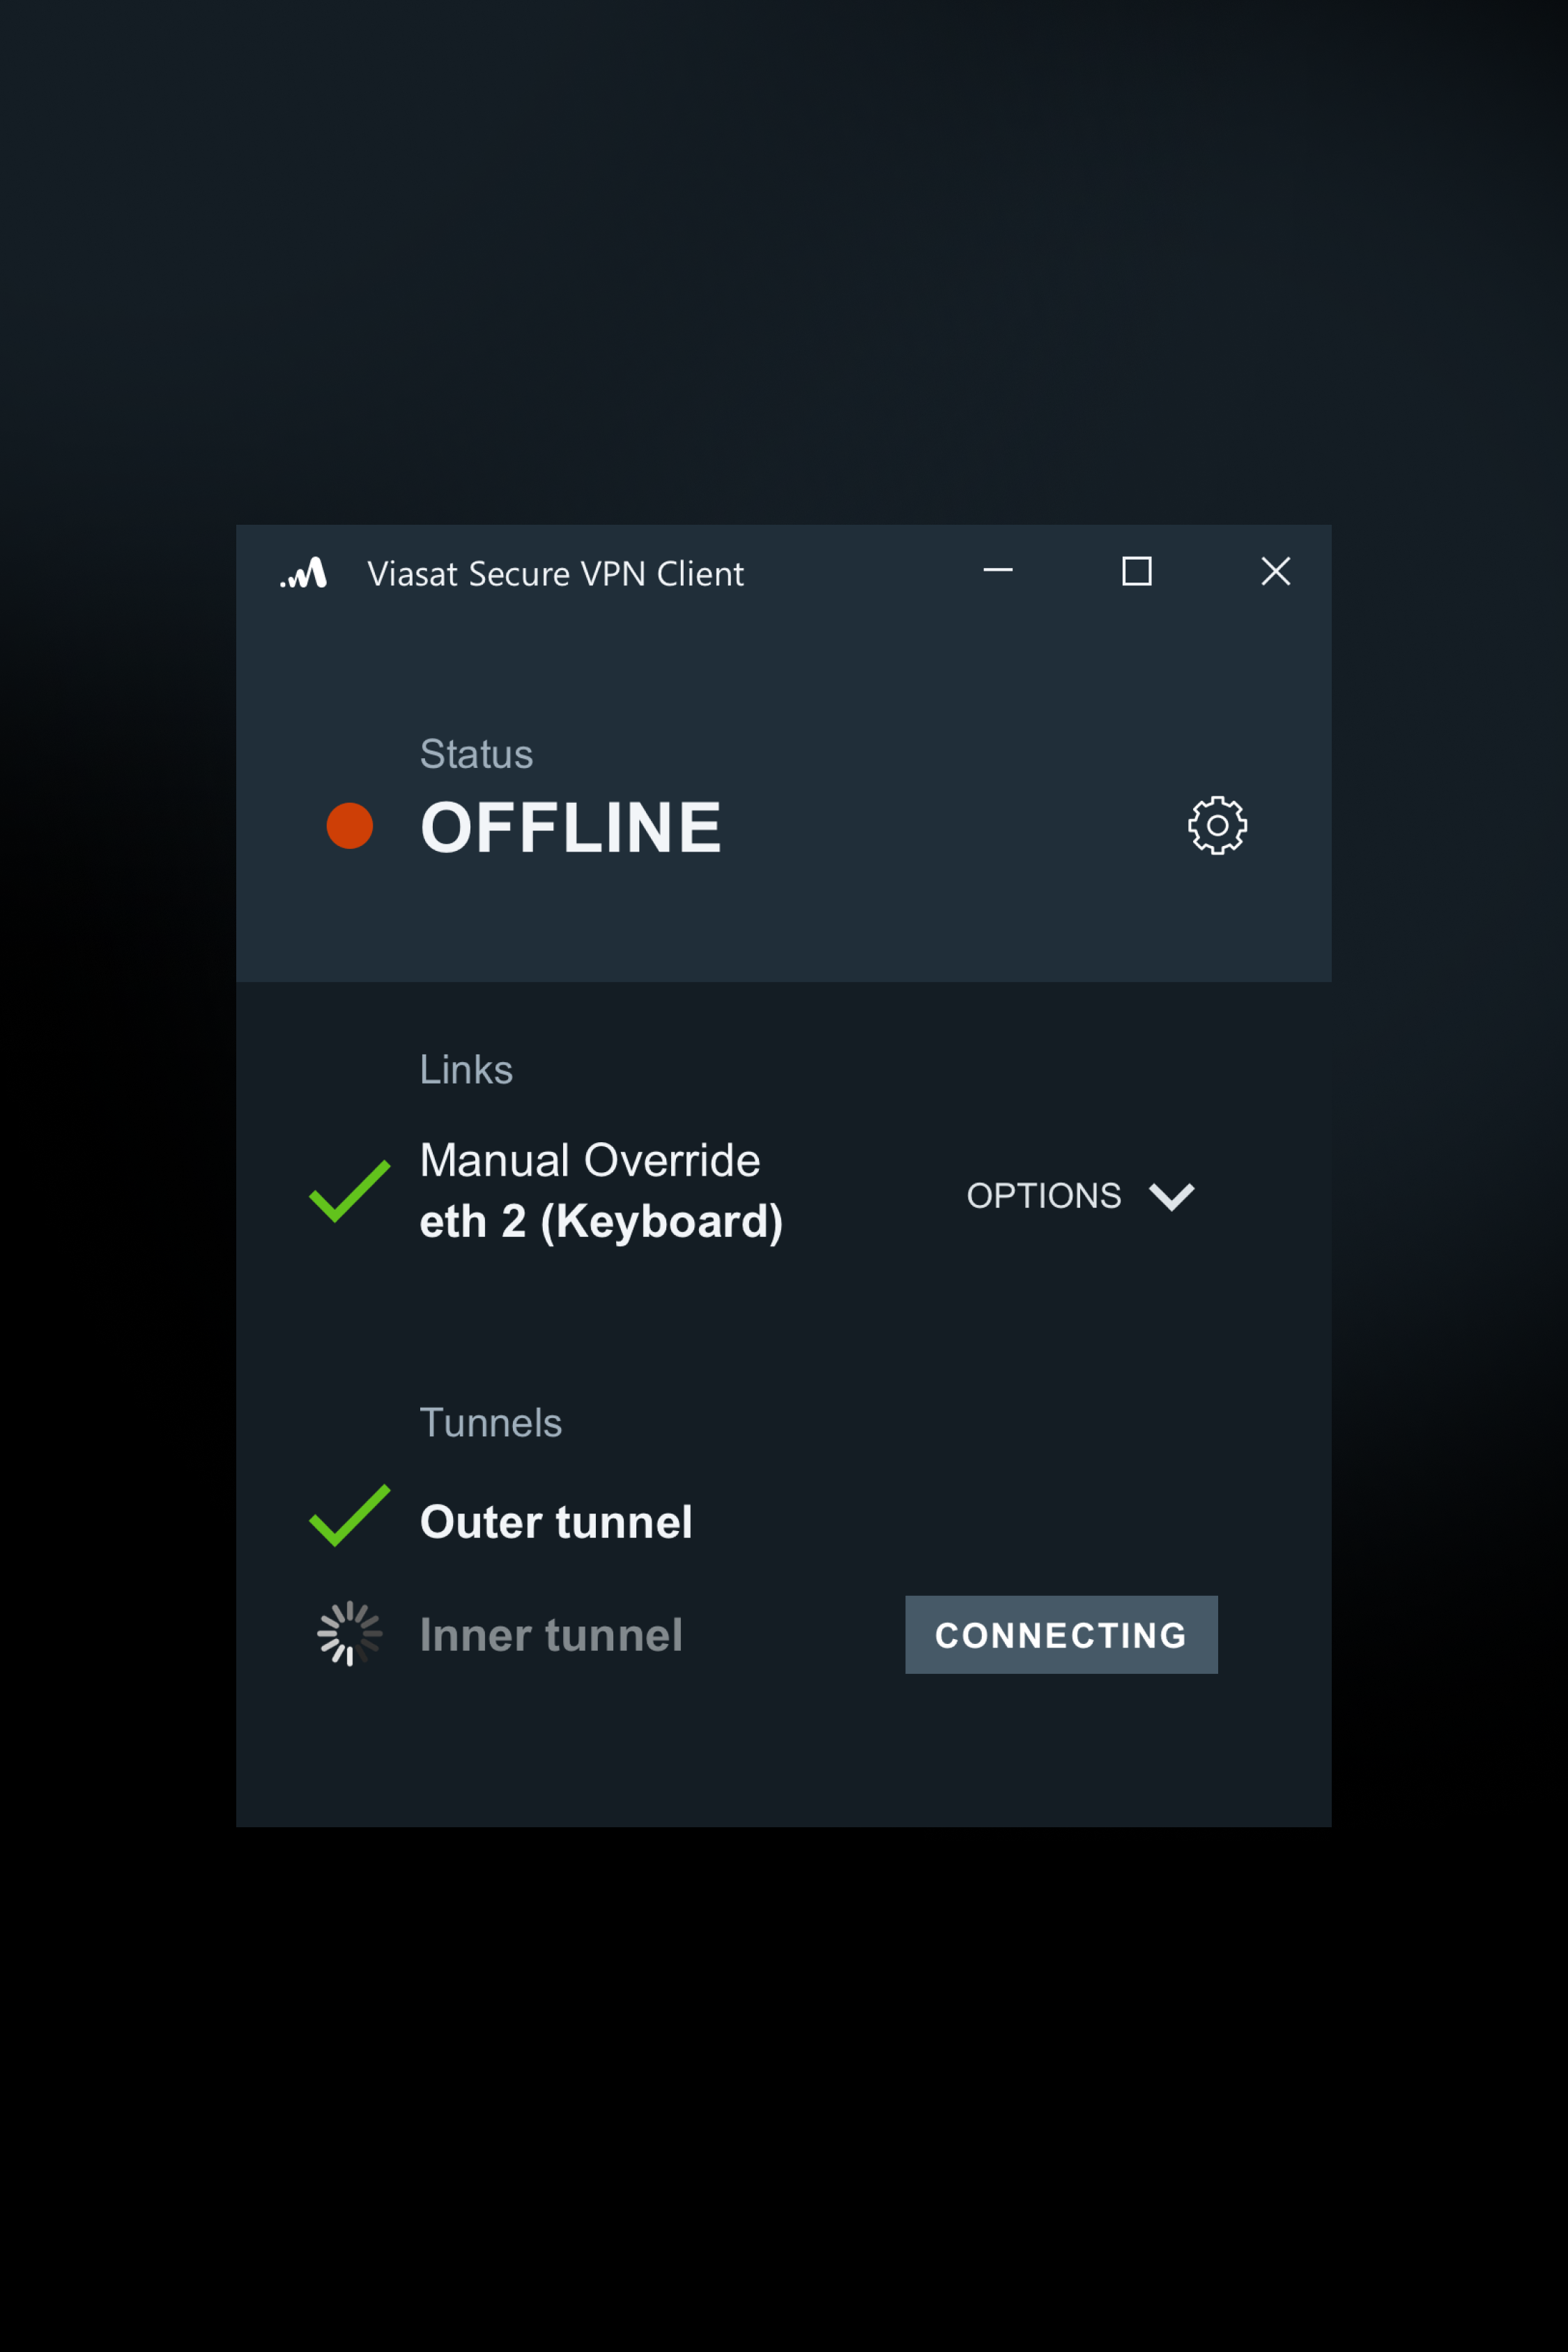 Viasat Secure VPN Client
Status
OFFLINE
Links
Manual Override
eth 2 (Keyboard)
OPTIONS
Tunnels
Outer tunnel
Inner tunnel
CONNECTING